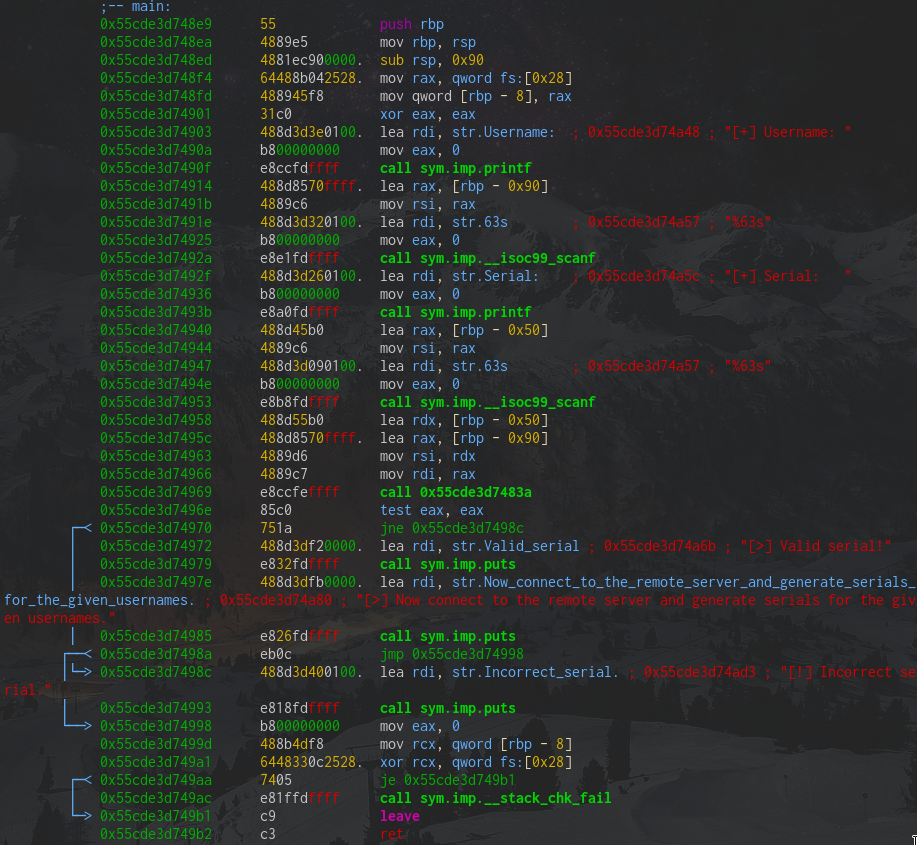 ;-- main:
0x55cde3d748e9 55 push rbp
0x55cde3d748ea 4889e5 mov rbp, rsp
0x55cde3d748ed 4881ec900000. sub rsp, 0x90
0x55cde3d748f4 64488b042528. mov rax, qword fs:[0x28]
0x55cde3d748fd 488945f8 mov qword [rbp - 8], rax
0x55cde3d74901 31c0 xor eax, eax
0x55cde3d74903 488d3d3e0100. lea rdi, str.Username: ; 0x55cde3d74a48 ; "[+] Username: "
0x55cde3d7490a b800000000 mov eax, 0
0x55cde3d7490f e8ccfdffff call sym.imp.printf
0x55cde3d74914 488d8570ffff. lea rax, [rbp - 0x90]
0x55cde3d7491b 4889c6 mov rsi, rax
0x55cde3d7491e 488d3d320100. lea rdi, str.63s ; 0x55cde3d74a57 ; "%63s"
0x55cde3d74925 b800000000 mov eax, 0
0x55cde3d7492a e8e1fdffff call sym.imp.__isoc99_scanf
0x55cde3d7492f 488d3d260100. lea rdi, str.Serial: ; 0x55cde3d74a5c ; "[+] Serial:   "
0x55cde3d74936 b800000000 mov eax, 0
0x55cde3d7493b e8a0fdffff call sym.imp.printf
0x55cde3d74940 488d45b0 lea rax, [rbp - 0x50]
0x55cde3d74944 4889c6 mov rsi, rax
0x55cde3d74947 488d3d090100. lea rdi, str.63s ; 0x55cde3d74a57 ; "%63s"
0x55cde3d7494e b800000000 mov eax, 0
0x55cde3d74953 e8b8fdffff call sym.imp.__isoc99_scanf
0x55cde3d74958 488d55b0 lea rdx, [rbp - 0x50]
0x55cde3d7495c 488d8570ffff. lea rax, [rbp - 0x90]
0x55cde3d74963 4889d6 mov rsi, rdx
0x55cde3d74966 4889c7 mov rdi, rax
0x55cde3d74969 e8ccfeffff call 0x55cde3d7483a
0x55cde3d7496e 85c0 test eax, eax
0x55cde3d74970 751a jne 0x55cde3d7498c
0x55cde3d74972 488d3df20000. lea rdi, str.Valid_serial ; 0x55cde3d74a6b ; "[>] Valid serial!"
0x55cde3d74979 e832fdffff call sym.imp.puts
0x55cde3d7497e 488d3dfb0000. lea rdi, str.Now_connect_to_the_remote_server_and_generate_serials_
for_the_given_usernames. ; 0x55cde3d74a80 ; "[>] Now connect to the remote server and generate serials for the giv
en usernames."
0x55cde3d74985 e826fdffff call sym.imp.puts
0x55cde3d7498a eb0c jmp 0x55cde3d74998
0x55cde3d7498c 488d3d400100. lea rdi, str.Incorrect_serial. ; 0x55cde3d74ad3 ; "[!] Incorrect se
rial."
0x55cde3d74993 e818fdffff call sym.imp.puts
0x55cde3d74998 b800000000 mov eax, 0
0x55cde3d7499d 488b4df8 mov rcx, qword [rbp - 8]
0x55cde3d749a1 6448330c2528. xor rcx, qword fs:[0x28]
0x55cde3d749aa 7405 je 0x55cde3d749b1
0x55cde3d749ac e81ffdffff call sym.imp.__stack_chk_fail
0x55cde3d749b1 c9 leave
0x55cde3d749b2 c3 ret